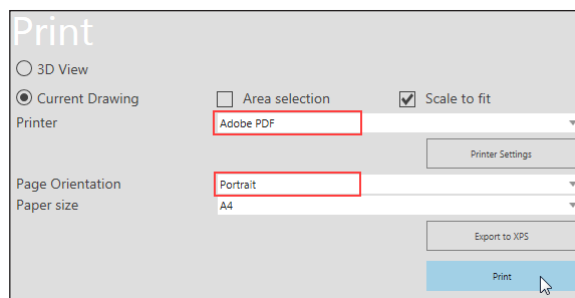 Print
3D View
Current Drawing Area selection Scale to fit
Printer Adobe PDF
Printer Settings
Page Orientation Portrait
Paper size A4
Export to XPS
Print